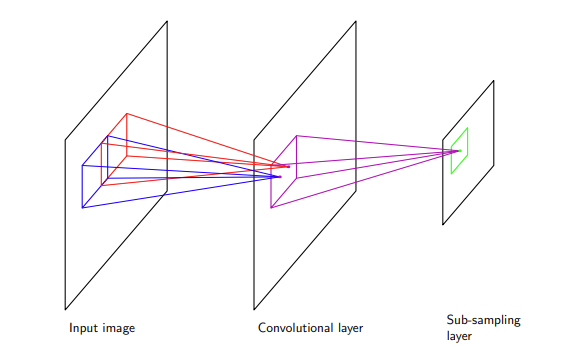 Input image
Convolutional layer
Sub-sampling
layer